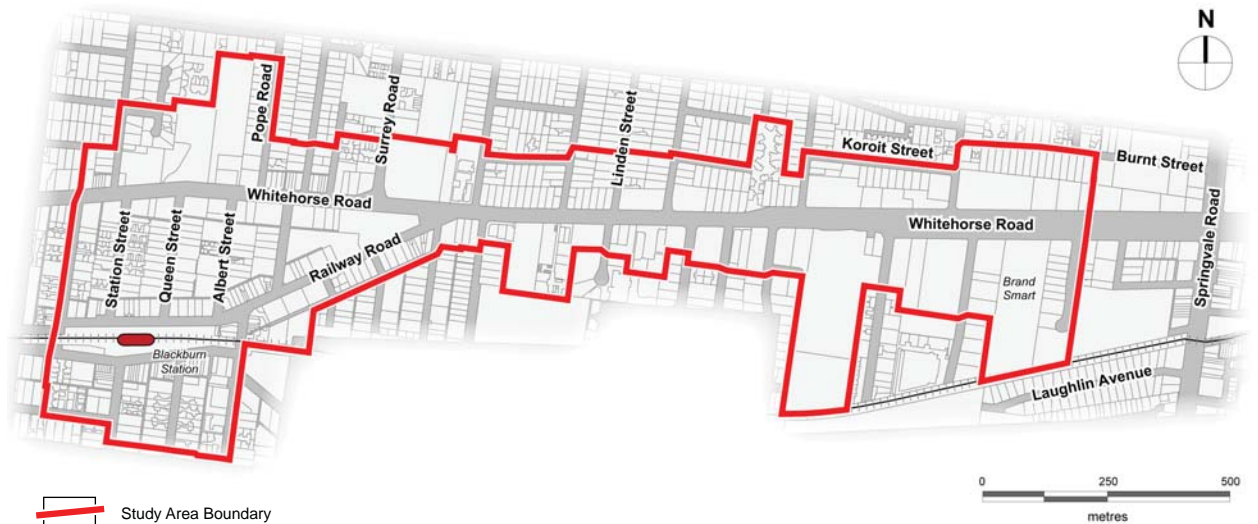 N
Pope Road
Surrey Road
Linden Street
Koroit Street
Burnt Street
Whitehorse Road
Whitehorse Road
Springvale Road
Station Street
Queen Street
Albert Street
Railway Road
Brand
Smart
Blackburn
Station
Laughlin Avenue
0 250 500
metres
Study Area Boundary